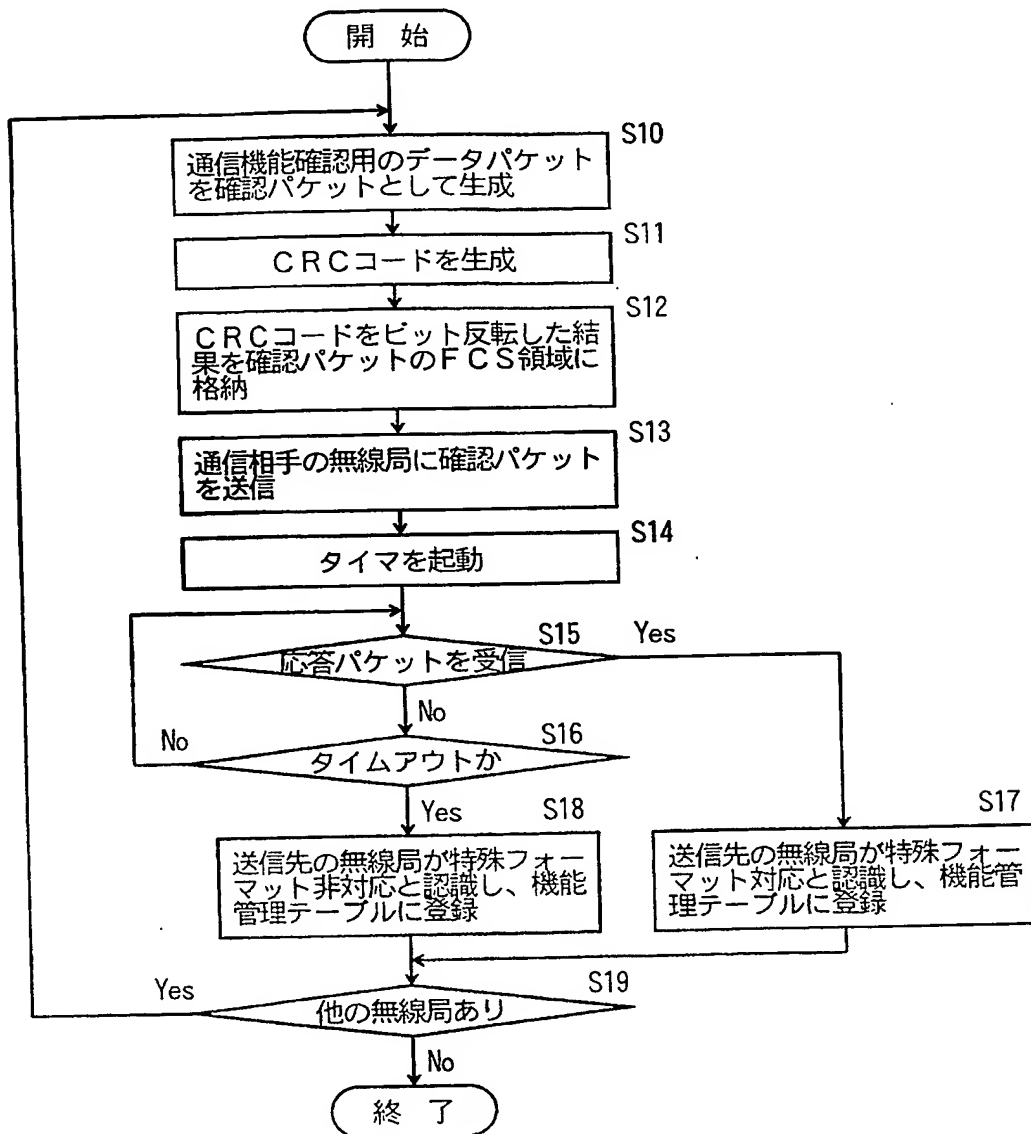 開 始
S10
通信機能確認用のデータパケット
を確認パケットとして生成
S11
CRCコードを生成
S12
CRCコードをビット反転した結
果を確認パケットのFCS領域に
格納
S13
通信相手の無線局に確認パケット
を送信
S14
タイマを起動
S15
応答パケットを受信
Yes
No
S16
タイムアウトか
No
Yes
S18
送信先の無線局が特殊フォー
マット非対応と認識し、機能
管理テーブルに登録
S17
送信先の無線局が特殊フォー
マット対応と認識し、機能管
理テーブルに登録
S19
他の無線局あり
Yes
No
終 了